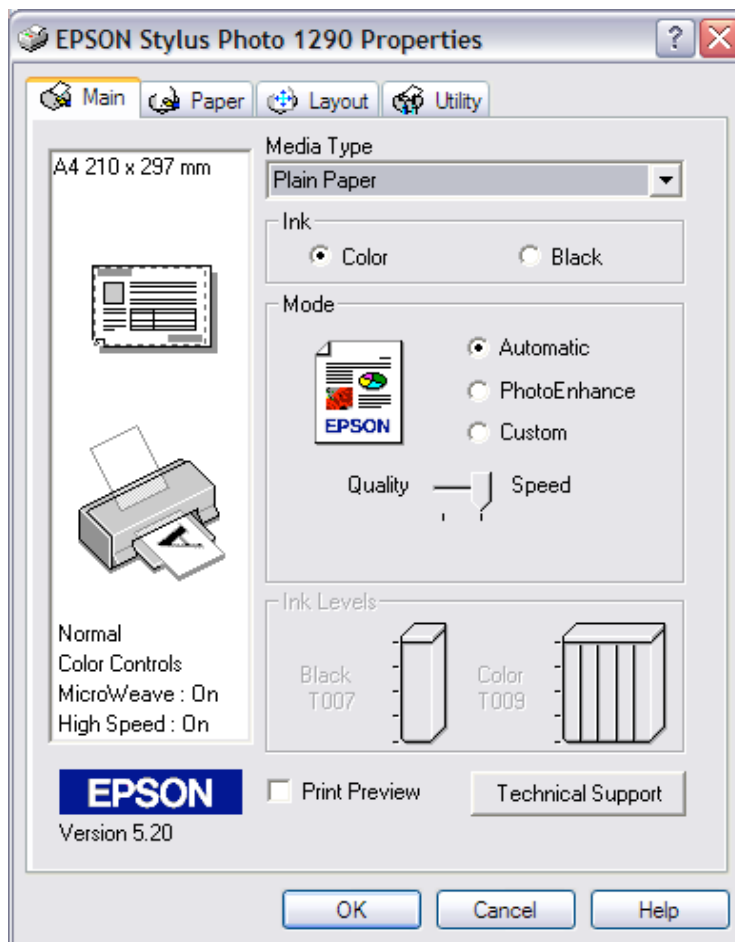 EPSON Stylus Photo 1290 Properties
Main
Paper
Layout
Utility
A4 210 x 297 mm
Media Type
Plain Paper
Ink
Color
Black
Mode
EPSON
Automatic
PhotoEnhance
Custom
Quality
Speed
A
Normal
Color Controls
MicroWeave : On
High Speed : On
Ink Levels
Black
T007
Color
T009
EPSON
Version 5.20
Print Preview
Technical Support
OK
Cancel
Help